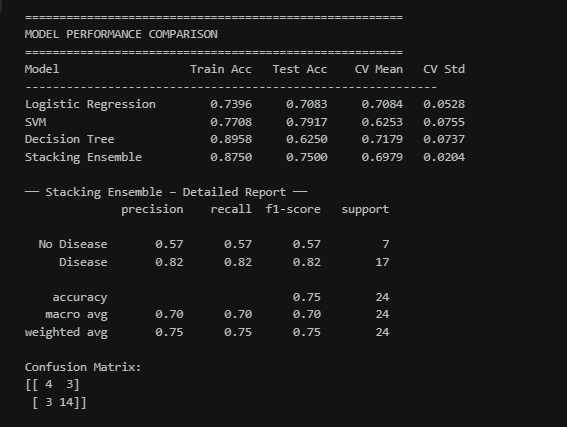 =======================================================
MODEL PERFORMANCE COMPARISON
=======================================================
Model                   Train Acc   Test Acc    CV Mean   CV Std
------------------------------------------------------------
Logistic Regression        0.7396     0.7083     0.7084   0.0528
SVM                        0.7708     0.7917     0.6253   0.0755
Decision Tree              0.8958     0.6250     0.7179   0.0737
Stacking Ensemble          0.8750     0.7500     0.6979   0.0204
── Stacking Ensemble – Detailed Report ──
              precision    recall  f1-score   support
  No Disease       0.57      0.57      0.57         7
     Disease       0.82      0.82      0.82        17
    accuracy                           0.75        24
   macro avg       0.70      0.70      0.70        24
weighted avg       0.75      0.75      0.75        24
Confusion Matrix:
[[ 4  3]
 [ 3 14]]